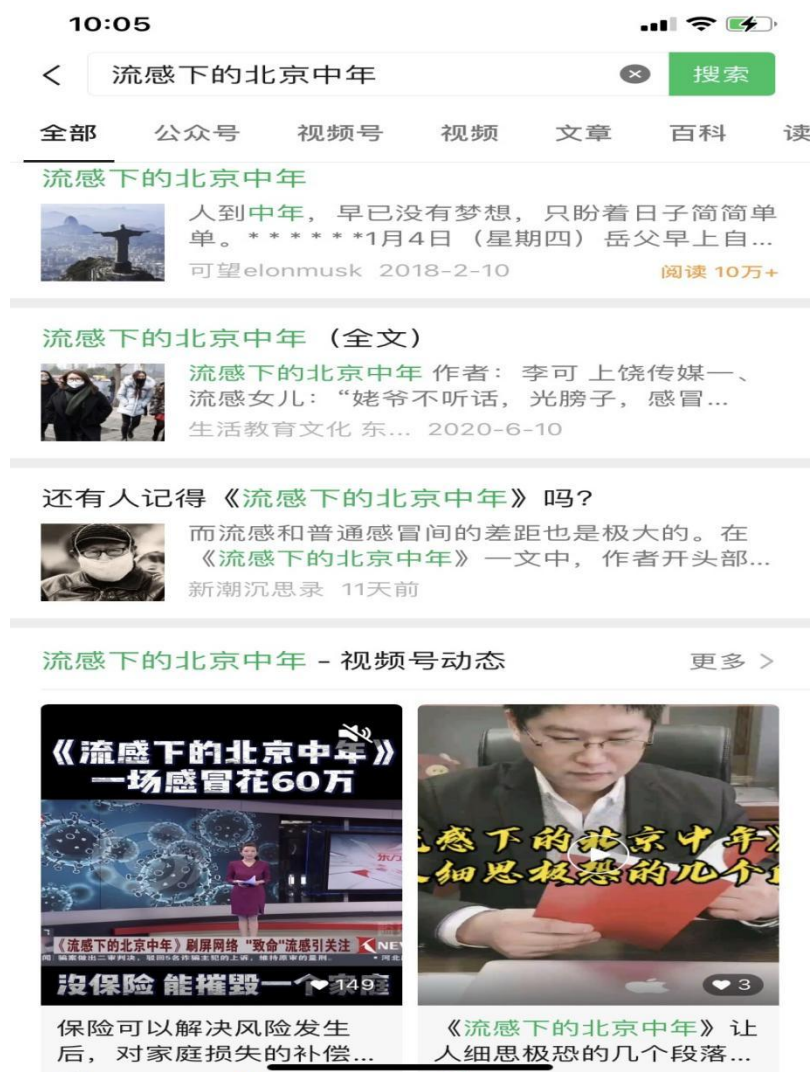 10:05
流感下的北京中年
搜索
全部 公众号 视频号 视频 文章 百科 读
流感下的北京中年
人到中年，早已没有梦想，只盼着日子简简单
单。* * * * * *1月4日（星期四）岳父早上自...
可望elonmusk 2018-2-10
阅读 10万+
流感下的北京中年（全文）
流感下的北京中年 作者：李可 上饶传媒一、
流感女儿：“姥爷不听话，光膀子，感冒...
生活教育文化 东... 2020-6-10
还有人记得《流感下的北京中年》吗?
而流感和普通感冒间的差距也是极大的。在
《流感下的北京中年》一文中，作者开头部...
新潮沉思录 11天前
流感下的北京中年 – 视频号动态
更多
《流感下的北京中年》
一场感冒花60万
《流感下的北京中年》刷屏网络 "致命"流感引关注
NEW
没保险 能摧毁一个家庭
149
保险可以解决风险发生
后，对家庭损失的补偿...
感下的北京中年》
细思极恐的几个
3
《流感下的北京中年》让
人细思极恐的几个段落...